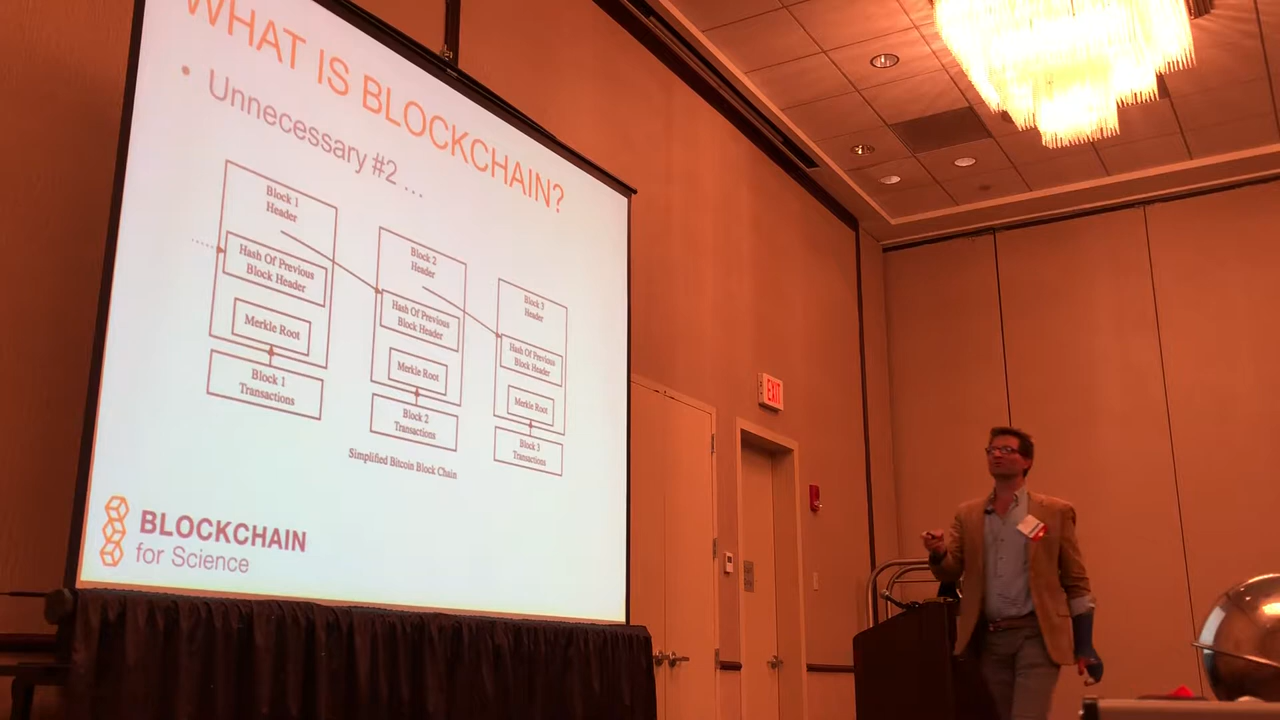 WHAT IS BLOCKCHAIN?
• Unnecessary #2 ...
Block 1
Header
Hash Of Previous
Block Header
Merkle Root
Block 1
Transactions
Block 2
Header
Hash Of Previous
Block Header
Merkle Root
Block 2
Transactions
Block 3
Header
Hash Of Previous
Block Header
Merkle Root
Block 3
Transactions
Simplified Bitcoin Block Chain
BLOCKCHAIN
for Science
EXIT